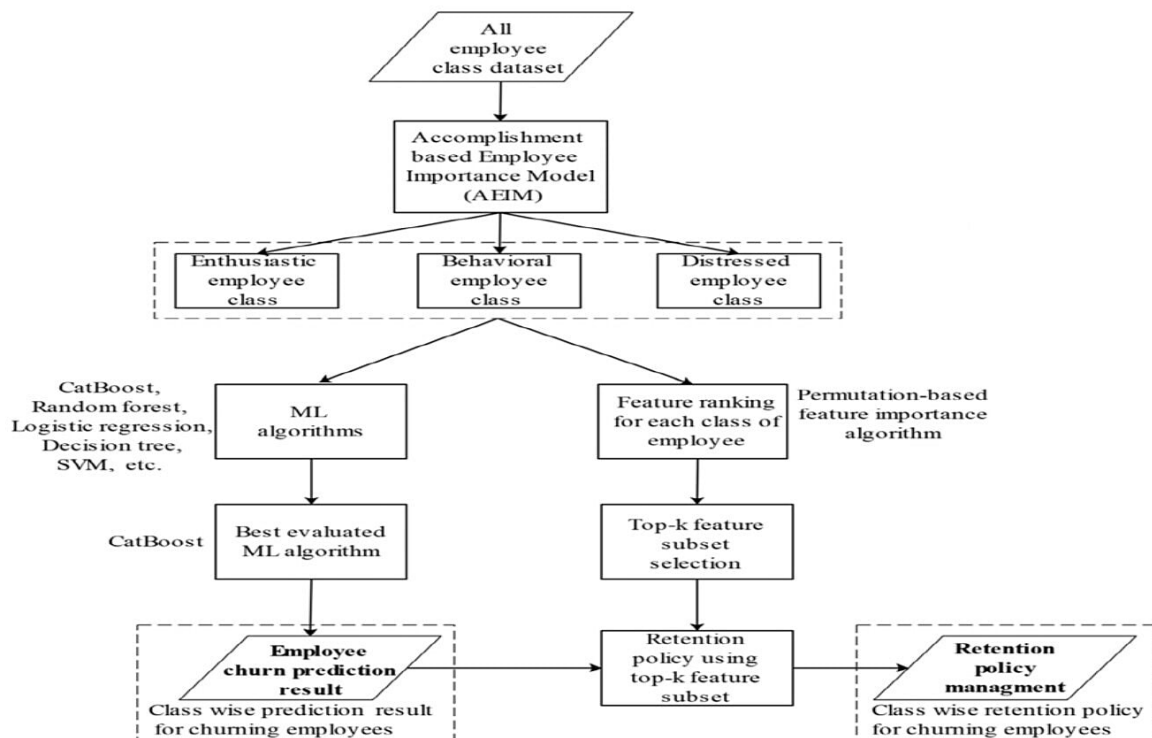 All
employee
class dataset
Accomplishment
based Employee
Importance Model
(AEIM)
Enthusiastic
employee
class
Behavioral
employee
class
Distressed
employee
class
CatBoost,
Random forest,
Logistic regression,
Decision tree,
SVM, etc.
ML
algorithms
Feature ranking
for each class of
employee
Permutation-based
feature importance
algorithm
CatBoost
Best evaluated
ML algorithm
Top-k feature
subset
selection
Employee
churn prediction
result
Class wise prediction result
for churning employees
Retention
policy using
top-k feature
subset
Retention
policy
managment
Class wise retention policy
for churning employees